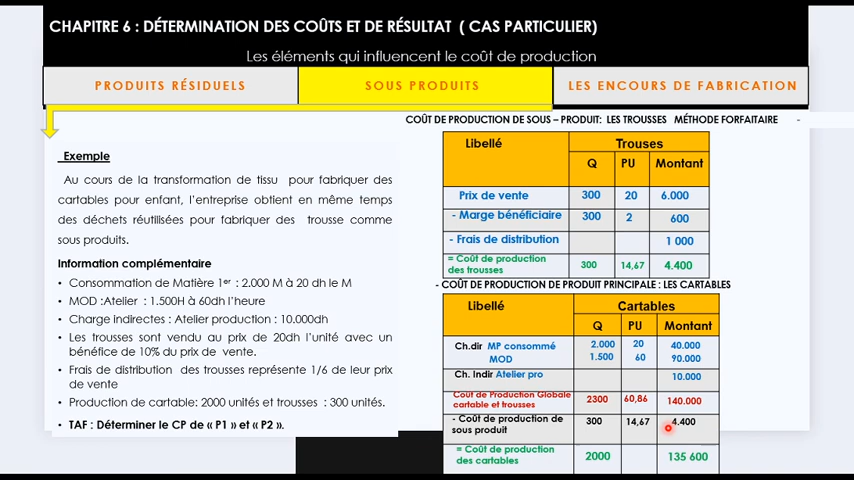 CHAPITRE 6 : DÉTERMINATION DES COÛTS ET DE RÉSULTAT ( CAS PARTICULIER)
Les éléments qui influencent le coût de production
PRODUITS RÉSIDUELS
SOUS PRODUITS
LES ENCOURS DE FABRICATION
Exemple
Au cours de la transformation de tissu pour fabriquer des
cartables pour enfant, l'entreprise obtient en même temps
des déchets réutilisées pour fabriquer des trousse comme
sous produits.
Information complémentaire
• Consommation de Matière 1er : 2.000 M à 20 dh le M
• MOD :Atelier : 1.500H à 60dh l'heure
• Charge indirectes : Atelier production : 10.000dh
• Les trousses sont vendu au prix de 20dh l'unité avec un
bénéfice de 10% du prix de vente.
• Frais de distribution des trousses représente 1/6 de leur prix
de vente
• Production de cartable: 2000 unités et trousses : 300 unités.
• TAF : Déterminer le CP de « P1 » et « P2 ».
COÛT DE PRODUCTION DE SOUS – PRODUIT: LES TROUSSES MÉTHODE FORFAITAIRE -
Libellé Trouses
Q PU Montant
Prix de vente 300 20 6.000
- Marge bénéficiaire 300 2 600
- Frais de distribution 1 000
= Coût de production
des trousses 300 14,67 4.400
- COÛT DE PRODUCTION DE PRODUIT PRINCIPALE : LES CARTABLES
Libellé Cartables
Q PU Montant
Ch.dir MP consommé 2.000 20 40.000
MOD 1.500 60 90.000
Ch. Indir Atelier pro 10.000
Coût de Production Globale
cartable et trousses 2300 60,86 140.000
- Coût de production de
sous produit 300 14,67 4.400
= Coût de production
des cartables 2000 135 600